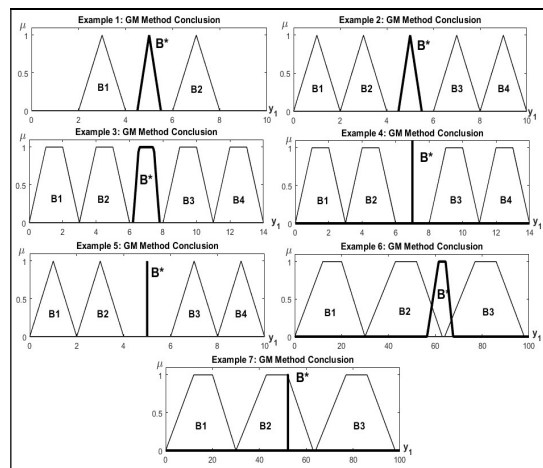 Example 1: GM Method Conclusion
μ
1
0.5
0
B1
B*
B2
0 2 4 6 8 10
y1
Example 2: GM Method Conclusion
μ
1
0.5
0
B1
B2
B*
B3
B4
0 2 4 6 8 10
y1
Example 3: GM Method Conclusion
μ
1
0.5
0
B1
B2
B*
B3
B4
0 2 4 6 8 10 12 14
y1
Example 4: GM Method Conclusion
μ
1
0.5
0
B1
B2
B*
B3
B4
0 2 4 6 8 10 12 14
y1
Example 5: GM Method Conclusion
μ
1
0.5
0
B1
B2
B*
B3
B4
0 2 4 6 8 10
y1
Example 6: GM Method Conclusion
μ
1
0.5
0
B1
B2
B*
B3
0 20 40 60 80 100
y1
Example 7: GM Method Conclusion
μ
1
0.5
0
B1
B2
B*
B3
0 20 40 60 80 100
y1